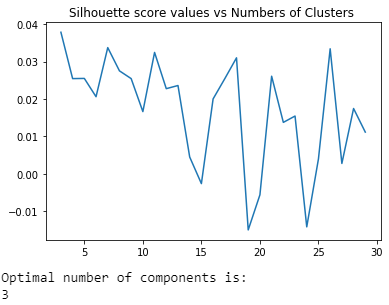 Silhouette score values vs Numbers of Clusters
0.04
0.03
0.02
0.01
0.00
−0.01
5 10 15 20 25 30
Optimal number of components is:
3